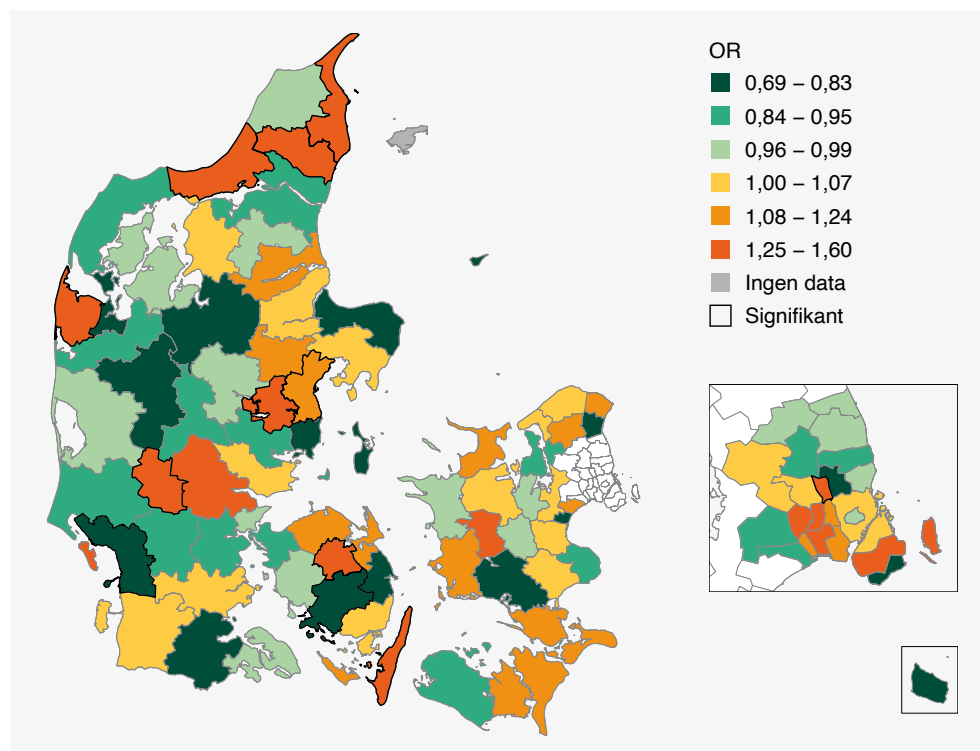 OR
0,69 – 0,83
0,84 – 0,95
0,96 – 0,99
1,00 – 1,07
1,08 – 1,24
1,25 – 1,60
Ingen data
Signifikant